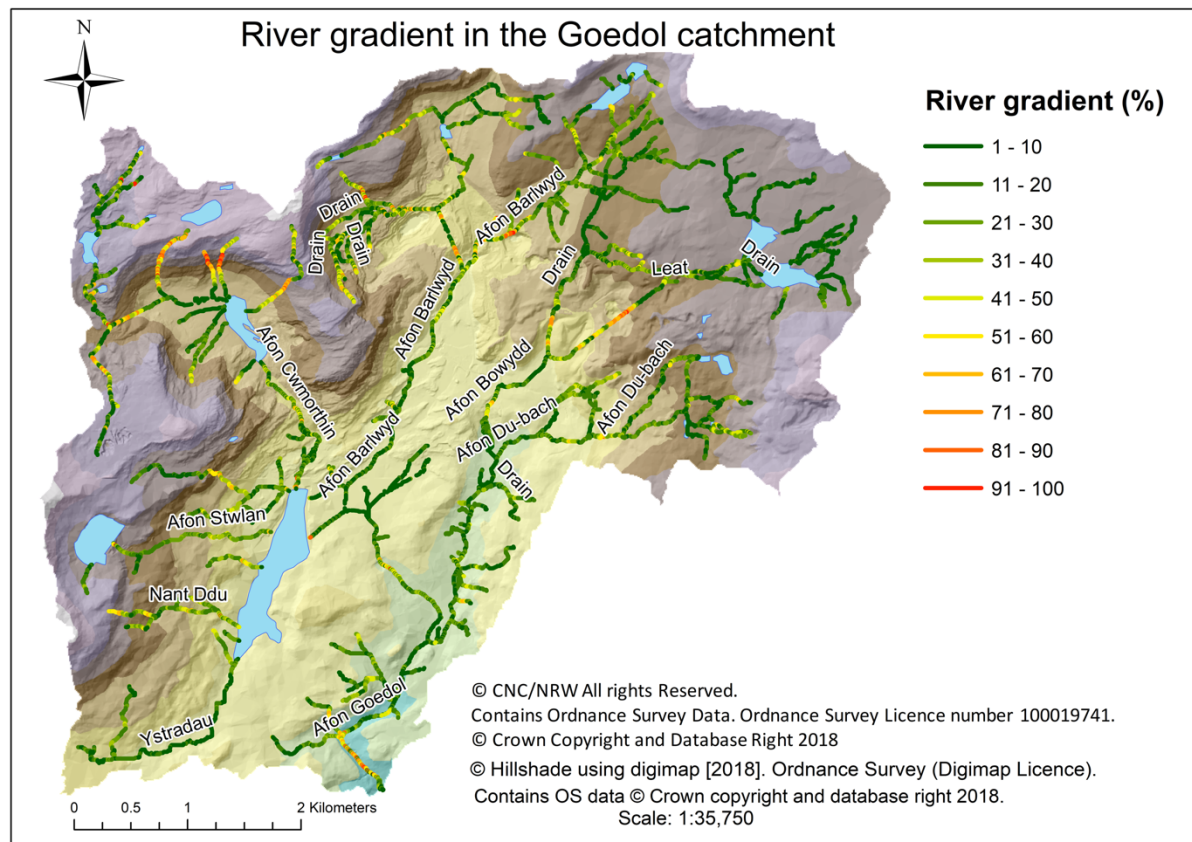 River gradient in the Goedol catchment
N
River gradient (%)
1 - 10
11 - 20
21 - 30
31 - 40
41 - 50
51 - 60
61 - 70
71 - 80
81 - 90
91 - 100
Drain
Drain
Drain
Afon Barlwyd
Drain
Leat
Drain
Afon Barlwyd
Afon Cwmorthin
Afon Bowydd
Afon Du-bach
Afon Du-bach
Afon Barlwyd
Drain
Afon Stwlan
Nant Ddu
Afon Goedol
Ystradau
© CNC/NRW All rights Reserved.
Contains Ordnance Survey Data. Ordnance Survey Licence number 100019741.
© Crown Copyright and Database Right 2018
© Hillshade using digimap [2018]. Ordnance Survey (Digimap Licence).
Contains OS data © Crown copyright and database right 2018.
Scale: 1:35,750
0 0.5 1 2 Kilometers